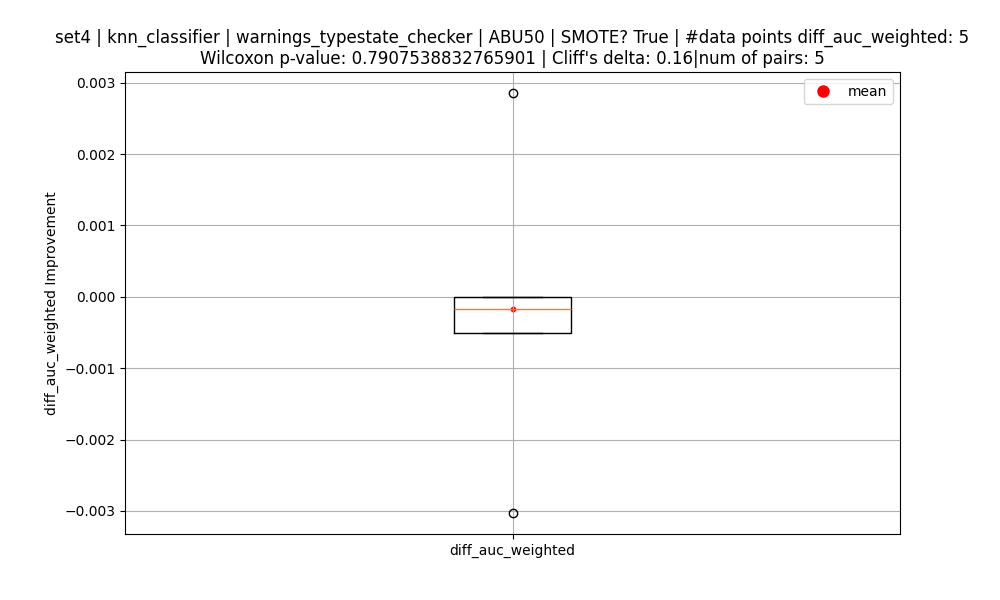 set4 | knn_classifier | warnings_typestate_checker | ABU50 | SMOTE? True | #data points diff_auc_weighted: 5
Wilcoxon p-value: 0.7907538832765901 | Cliff's delta: 0.16|num of pairs: 5
mean
diff_auc_weighted Improvement
0.003
0.002
0.001
0.000
−0.001
−0.002
−0.003
diff_auc_weighted